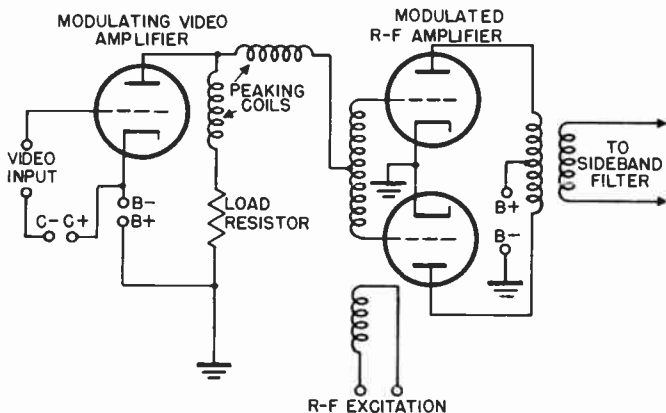 MODULATING VIDEO
AMPLIFIER
MODULATED
R-F AMPLIFIER
PEAKING
COILS
VIDEO
INPUT
C- C+
B-
B+
LOAD
RESISTOR
B+
B-
TO
SIDEBAND
FILTER
R-F EXCITATION